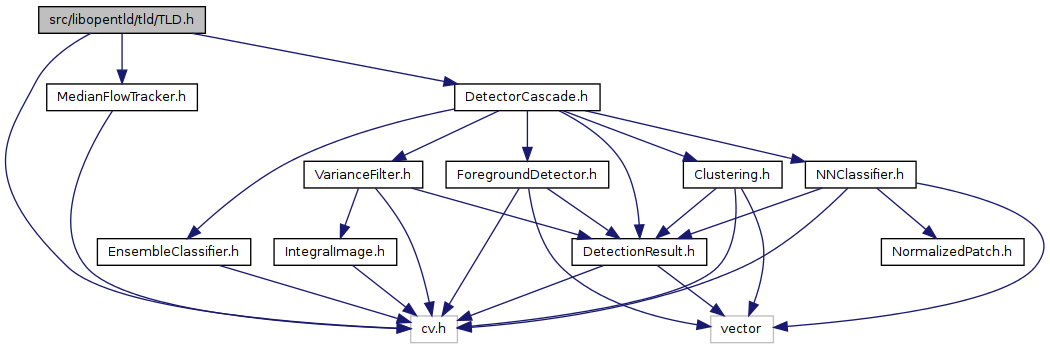 src/libopentld/tld/TLD.h
MedianFlowTracker.h
DetectorCascade.h
VarianceFilter.h
ForegroundDetector.h
Clustering.h
NNClassifier.h
EnsembleClassifier.h
IntegralImage.h
DetectionResult.h
NormalizedPatch.h
cv.h
vector